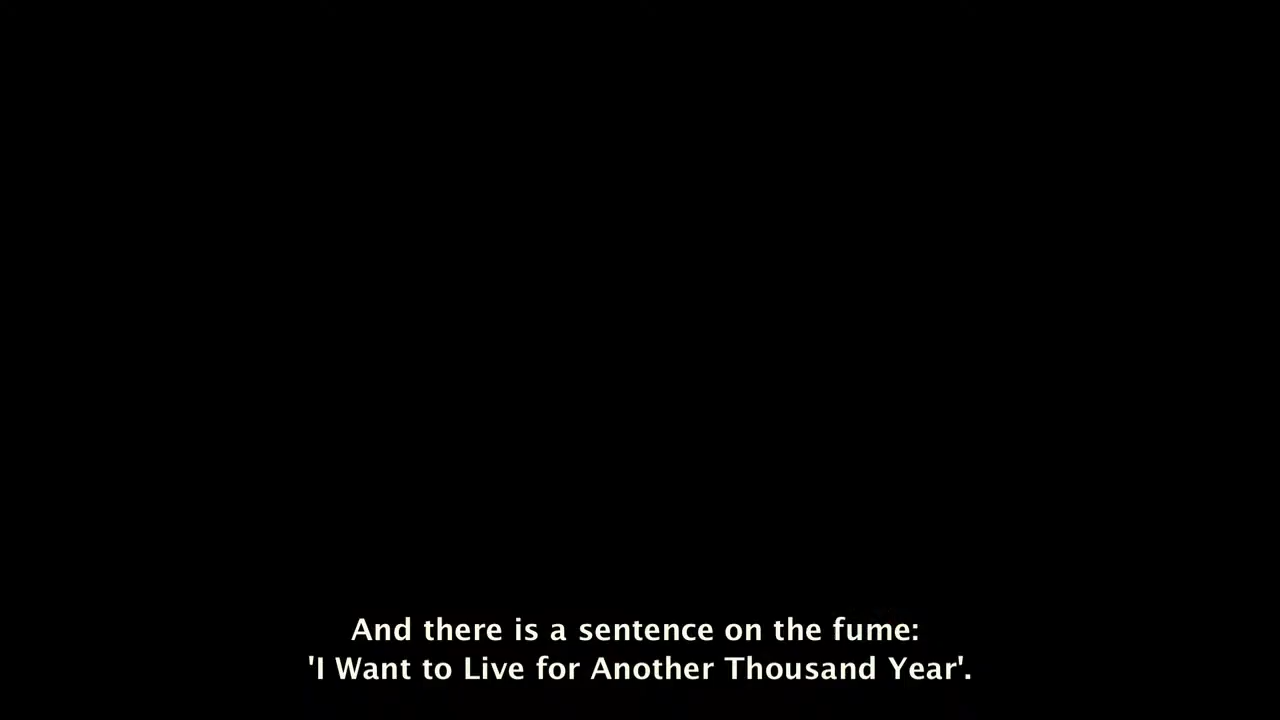 And there is a sentence on the fume:
'I Want to Live for Another Thousand Year'.